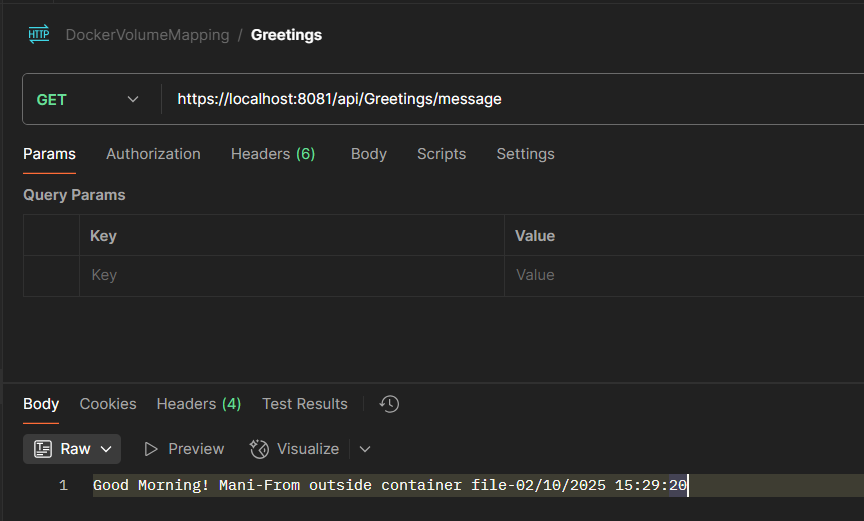 HTTP DockerVolumeMapping / Greetings
GET https://localhost:8081/api/Greetings/message
Params Authorization Headers (6) Body Scripts Settings
Query Params
Key Value
Key Value
Body Cookies Headers (4) Test Results
Raw Preview Visualize
1 Good Morning! Mani-From outside container file-02/10/2025 15:29:20